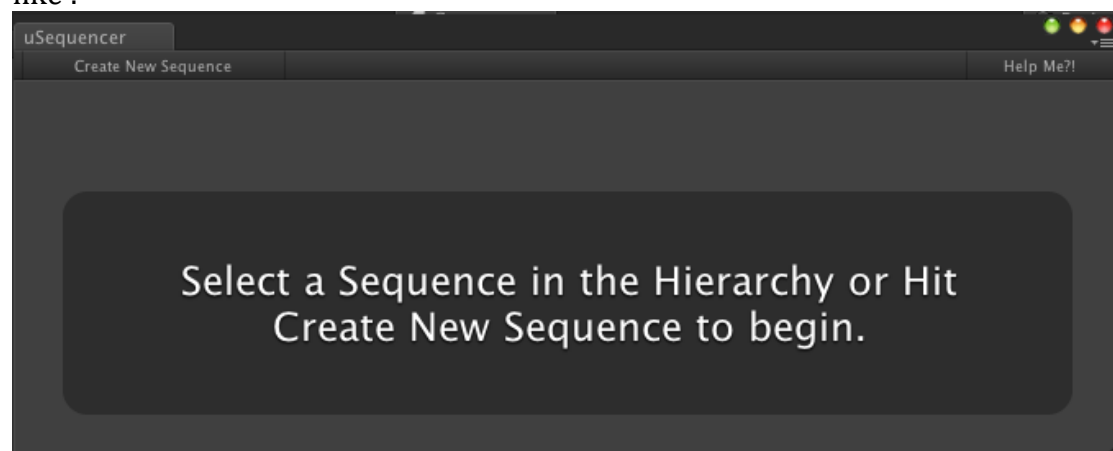 uSequencer
Create New Sequence
Help Me?!
Select a Sequence in the Hierarchy or Hit
Create New Sequence to begin.